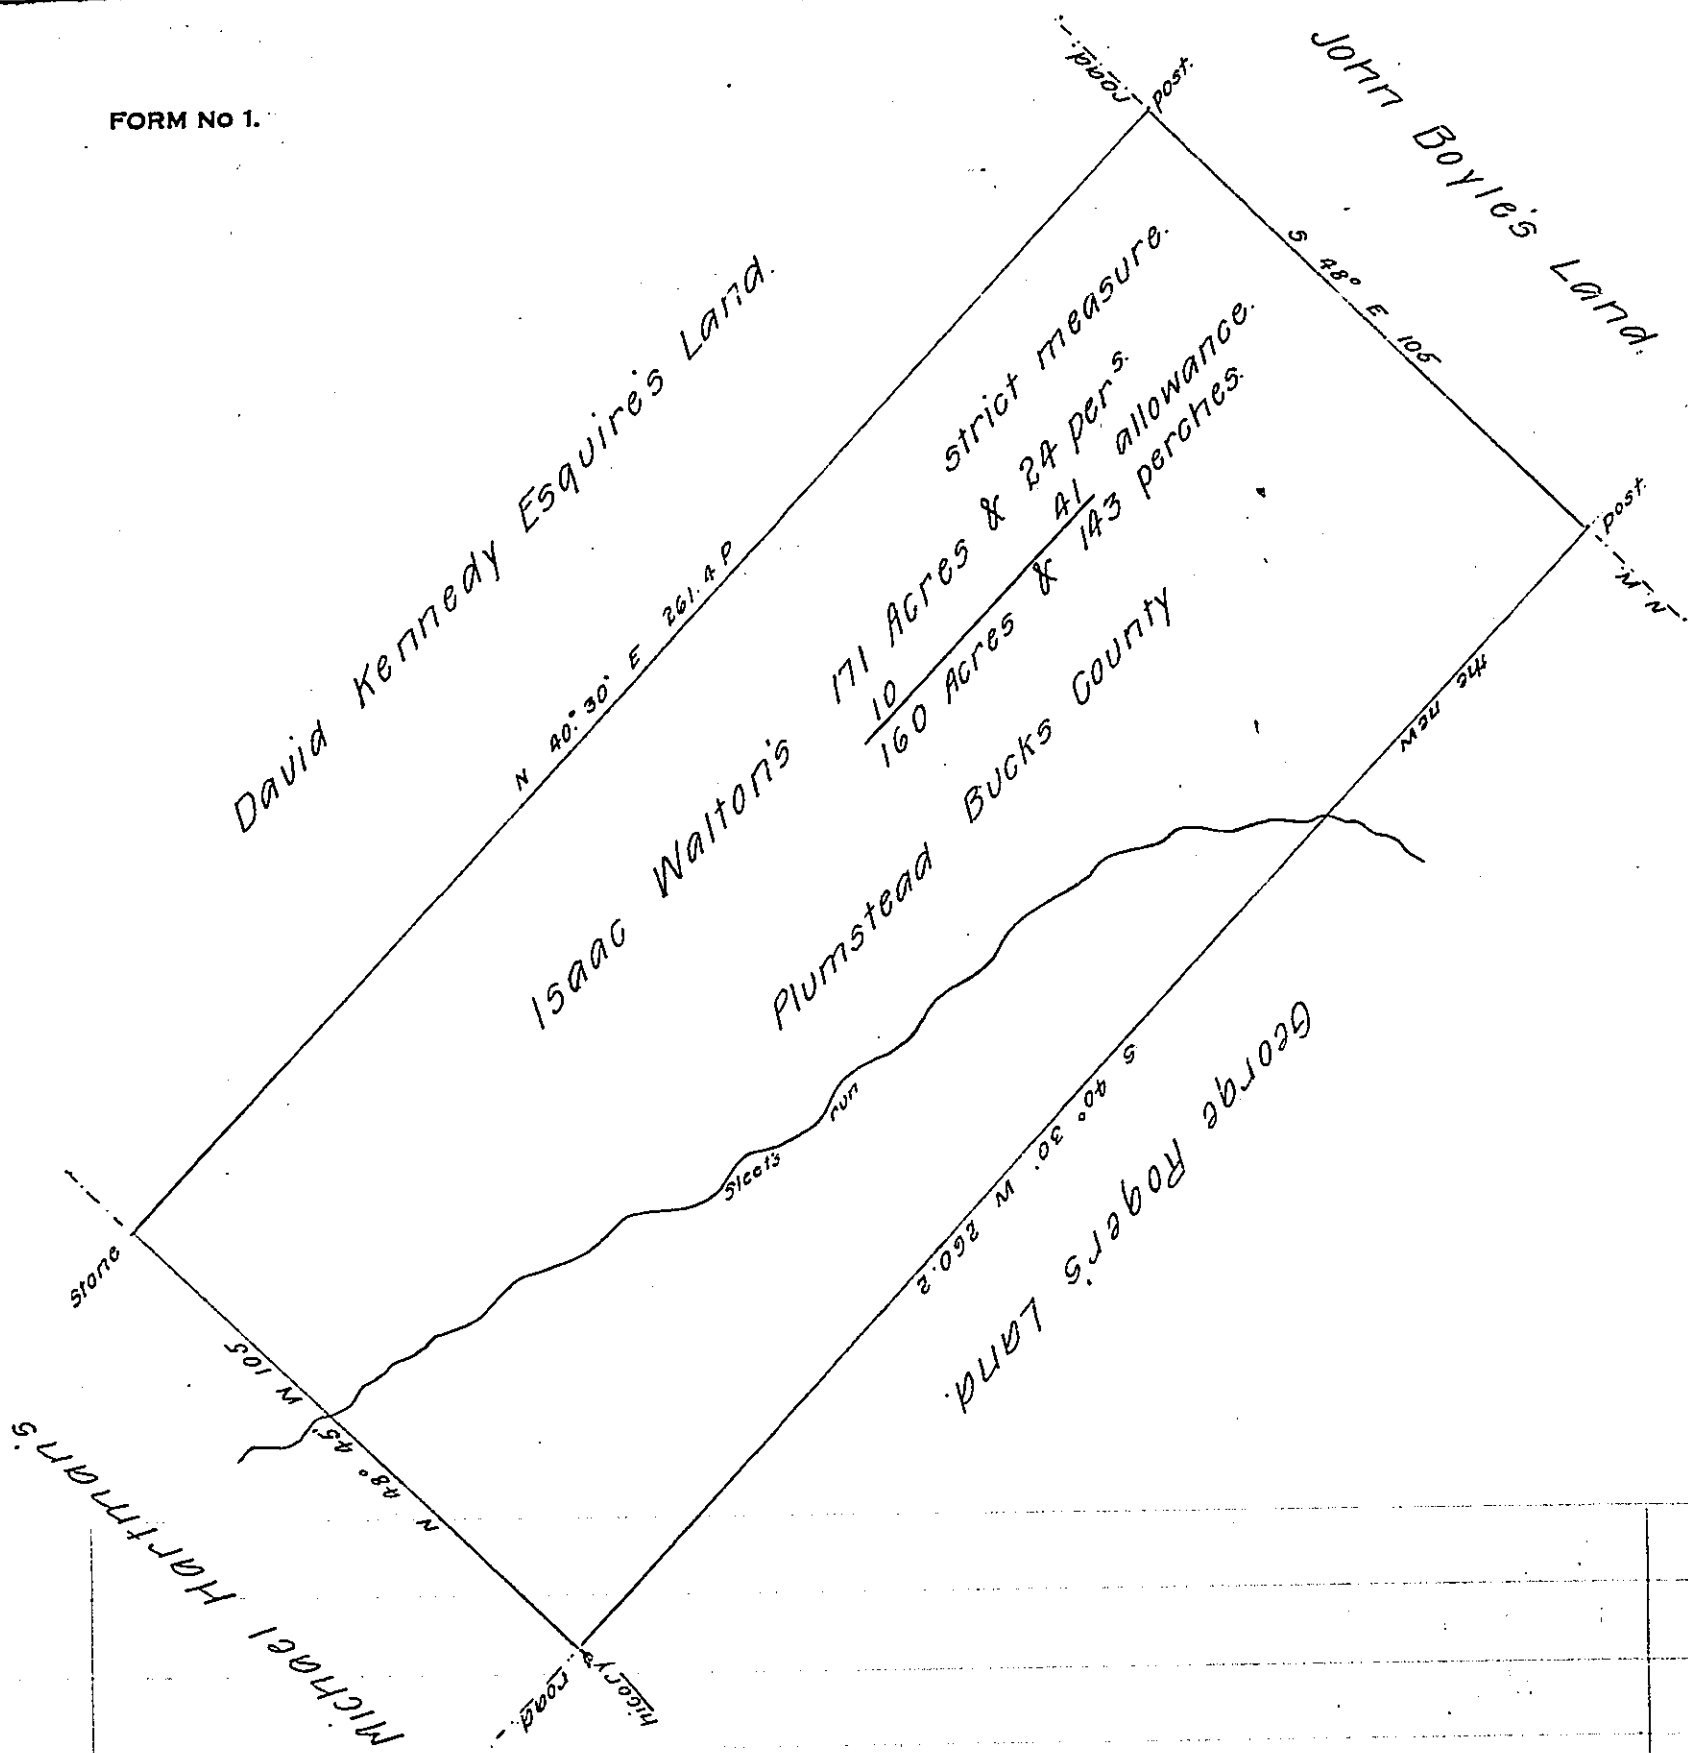 FORM No 1.
road.
post.
John Boyle's Land.
S 48° E 105
David Kennedy Esquire's Land.
N 40° 30' E 261.4 P
strict measure.
Isaac Walton's 171 Acres & 24 pers.
10 41 allowance.
160 Acres & 143 perches.
Plumstead Bucks County
post.
N.W.
the new
Sleets run
S 40° 30' W 260.2
George Roger's Land.
Stone
N 48° 45' W 105
Michael Hartman's
hicory
road